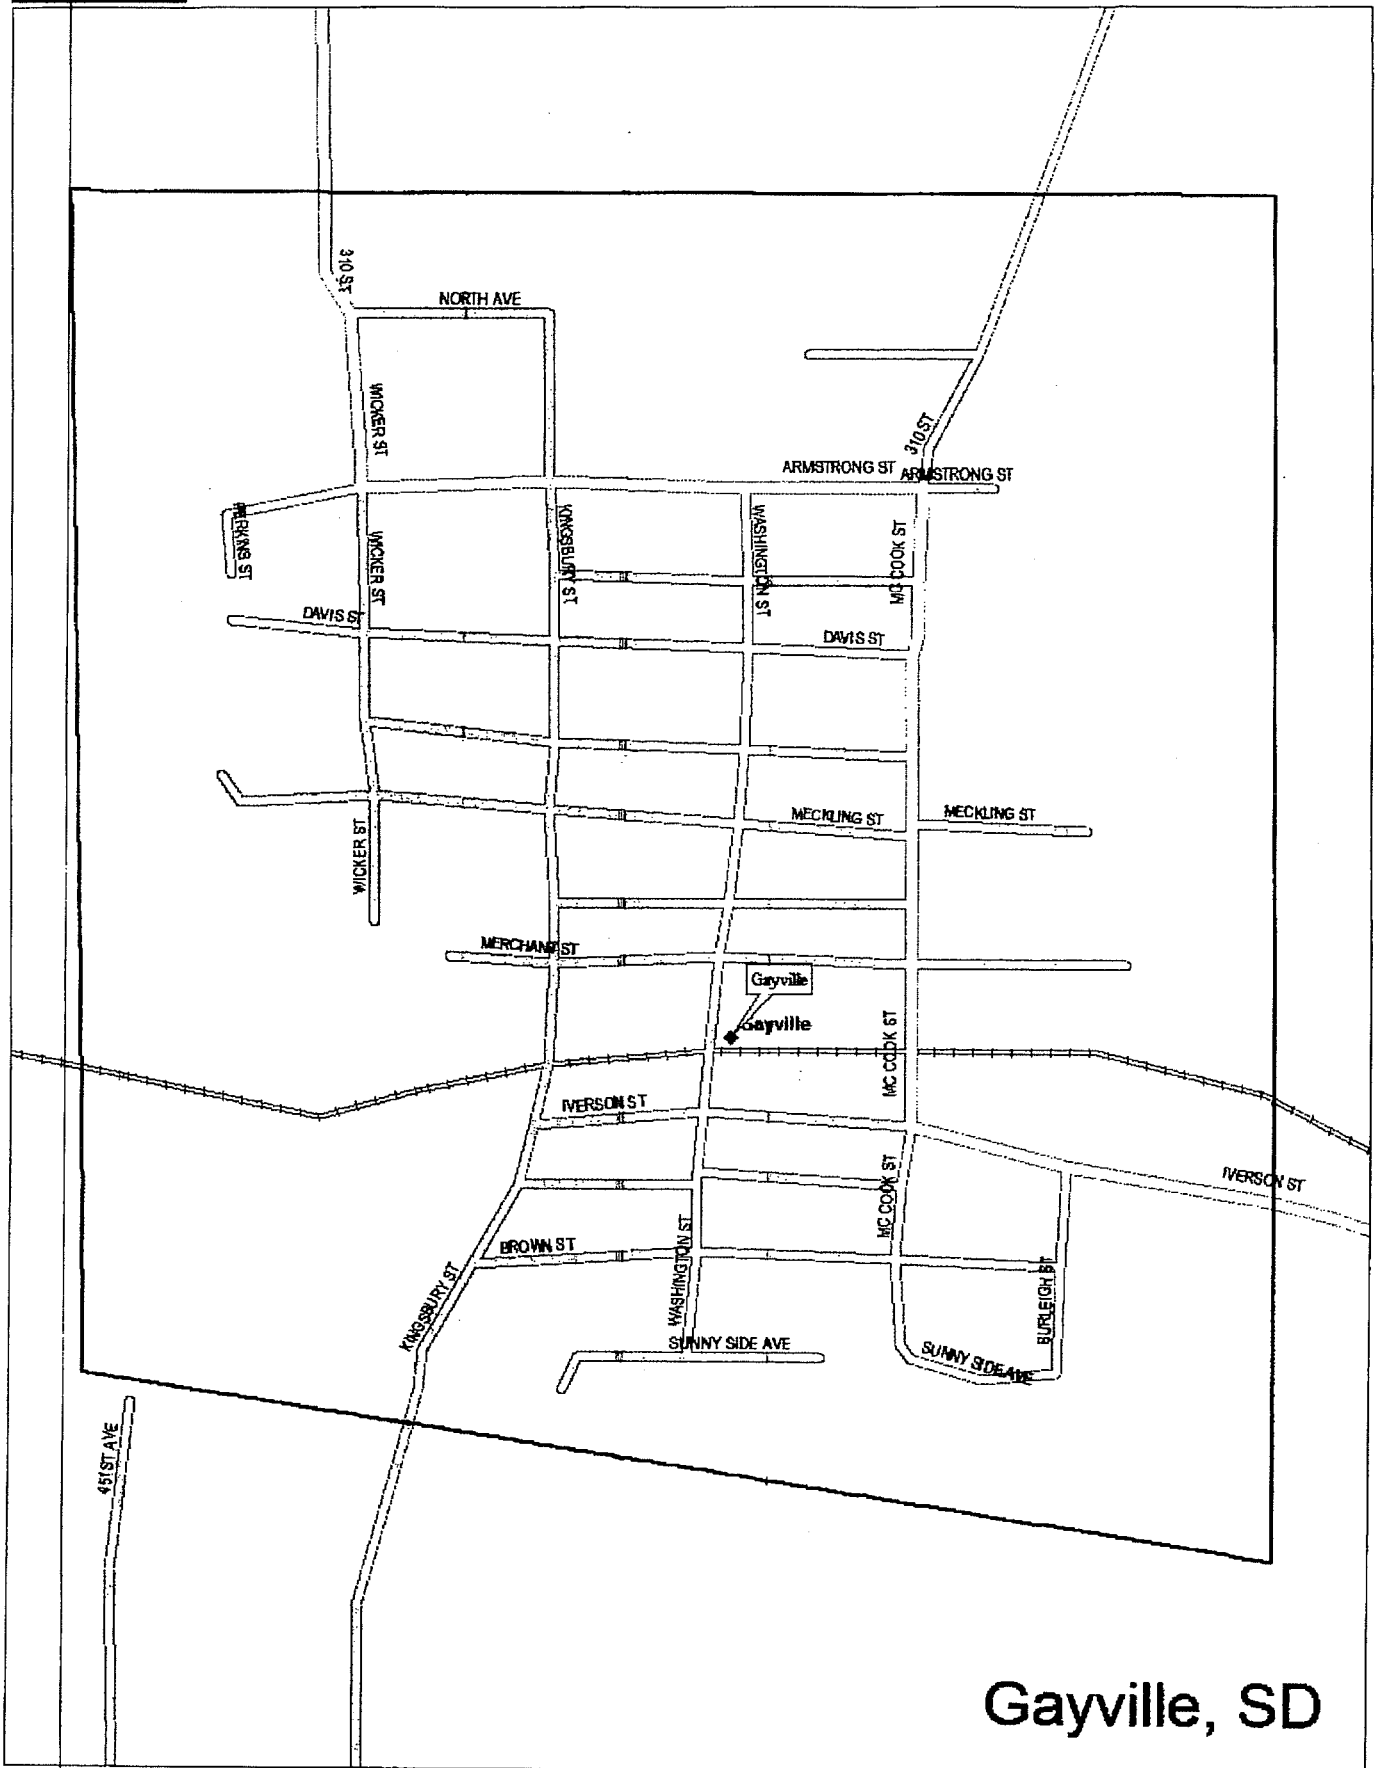 310 ST
NORTH AVE
WICKER ST
310 ST
ARMSTRONG ST
ARMSTRONG ST
PERKINS ST
WICKER ST
KINGSBURY ST
WASHINGTON ST
MC COOK ST
DAVIS ST
DAVIS ST
MECKLING ST
MECKLING ST
WICKER ST
MERCHANT ST
Gayville
Gayville
MC COOK ST
IVERSON ST
MC COOK ST
IVERSON ST
BROWN ST
WASHINGTON ST
KINGSBURY ST
BURLEIGH ST
SUNNY SIDE AVE
SUNNY SIDE AVE
451ST AVE
Gayville, SD